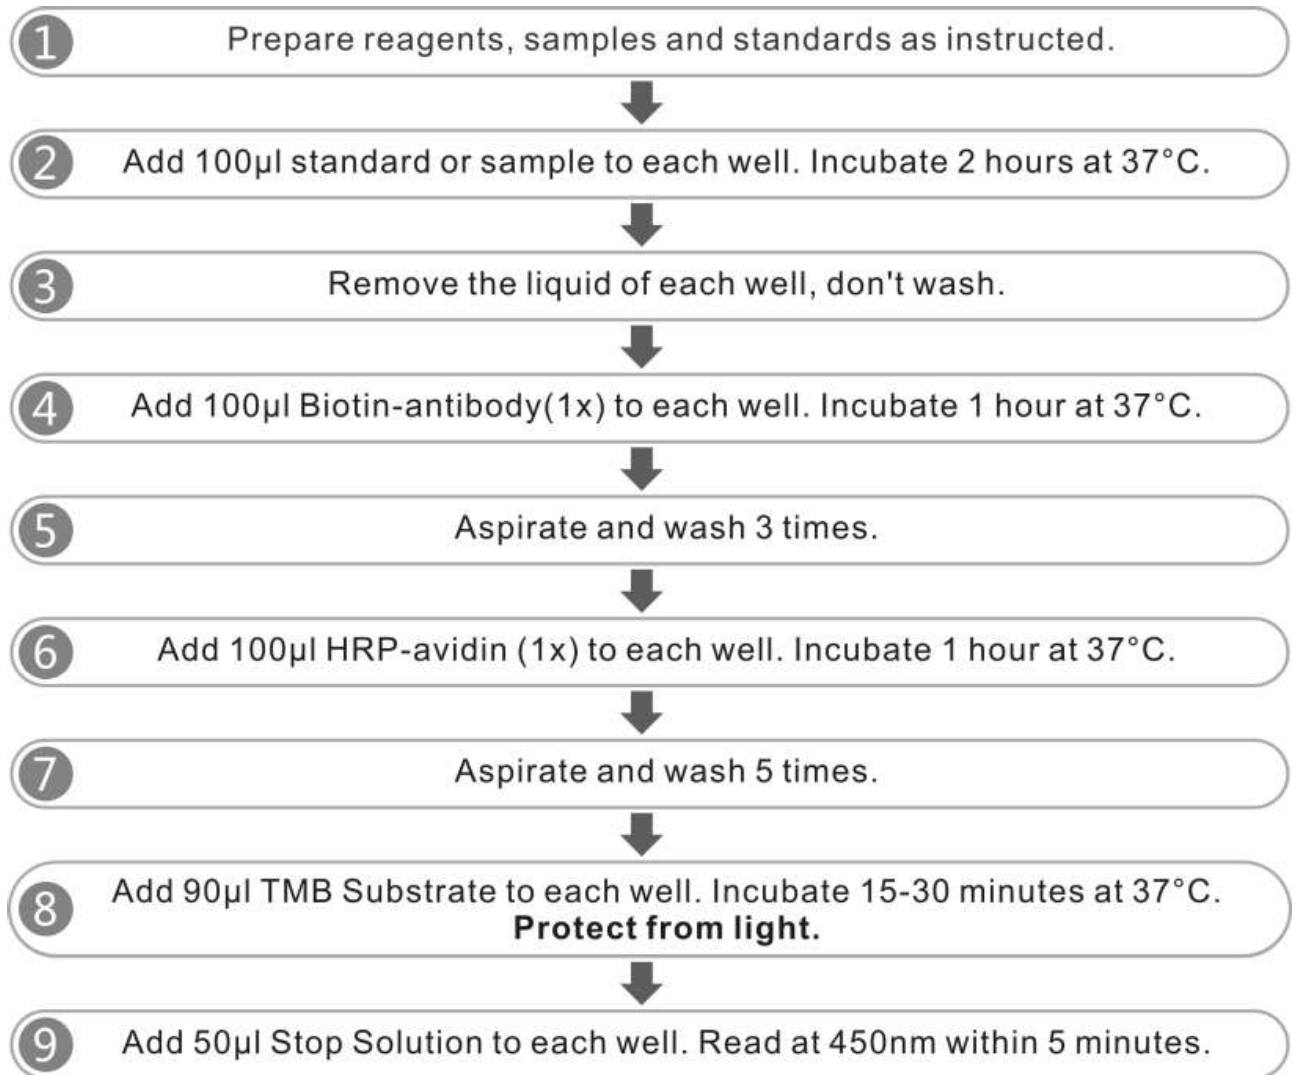 1 Prepare reagents, samples and standards as instructed.
2 Add 100µl standard or sample to each well. Incubate 2 hours at 37°C.
3 Remove the liquid of each well, don't wash.
4 Add 100µl Biotin-antibody(1x) to each well. Incubate 1 hour at 37°C.
5 Aspirate and wash 3 times.
6 Add 100µl HRP-avidin (1x) to each well. Incubate 1 hour at 37°C.
7 Aspirate and wash 5 times.
8 Add 90µl TMB Substrate to each well. Incubate 15-30 minutes at 37°C.
Protect from light.
9 Add 50µl Stop Solution to each well. Read at 450nm within 5 minutes.